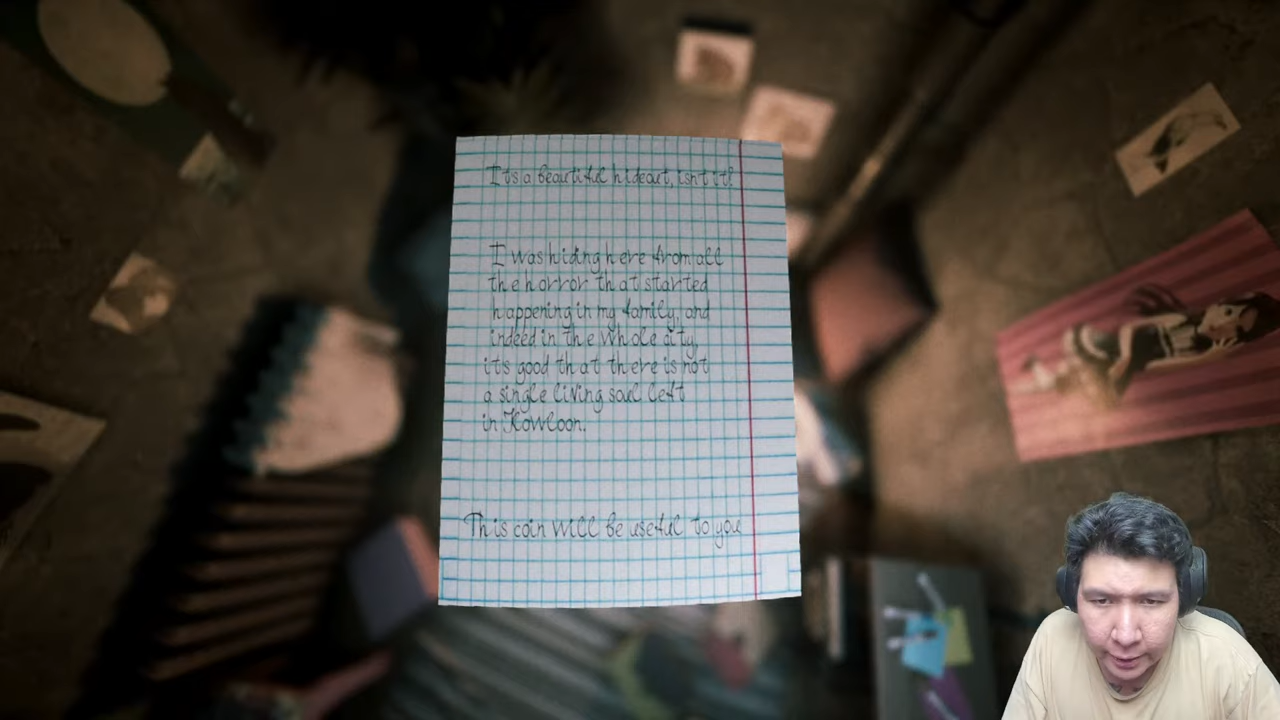 It's a beautiful hideout, isn't it?
I was hiding here from all
the horror that started
happening in my family, and
indeed in the whole city,
it's good that there is not
a single living soul left
in Kowloon.
This coin will be useful to you